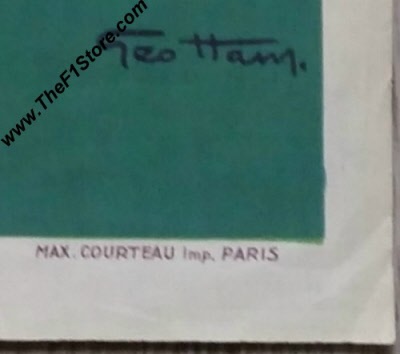 www.TheF1Store.com
Geo Ham.
MAX. COURTEAU Imp. PARIS